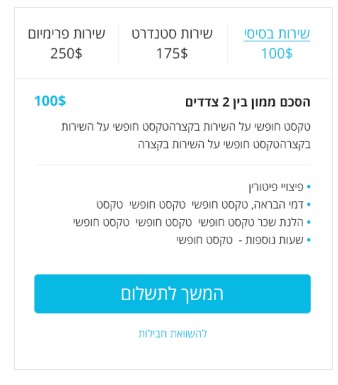 שירות בסיסי
100$
שירות סטנדרט
175$
שירות פרימיום
250$
הסכם ממון בין 2 צדדים
100$
טקסט חופשי על השירות בקצרהטקסט חופשי על השירות
בקצרהטקסט חופשי על השירות בקצרה
• פיצויי פיטורין
• דמי הבראה, טקסט חופשי טקסט חופשי טקסט
• הלנת שכר טקסט חופשי טקסט חופשי טקסט חופשי
• שעות נוספות - טקסט חופשי
המשך לתשלום
להשוואת חבילות